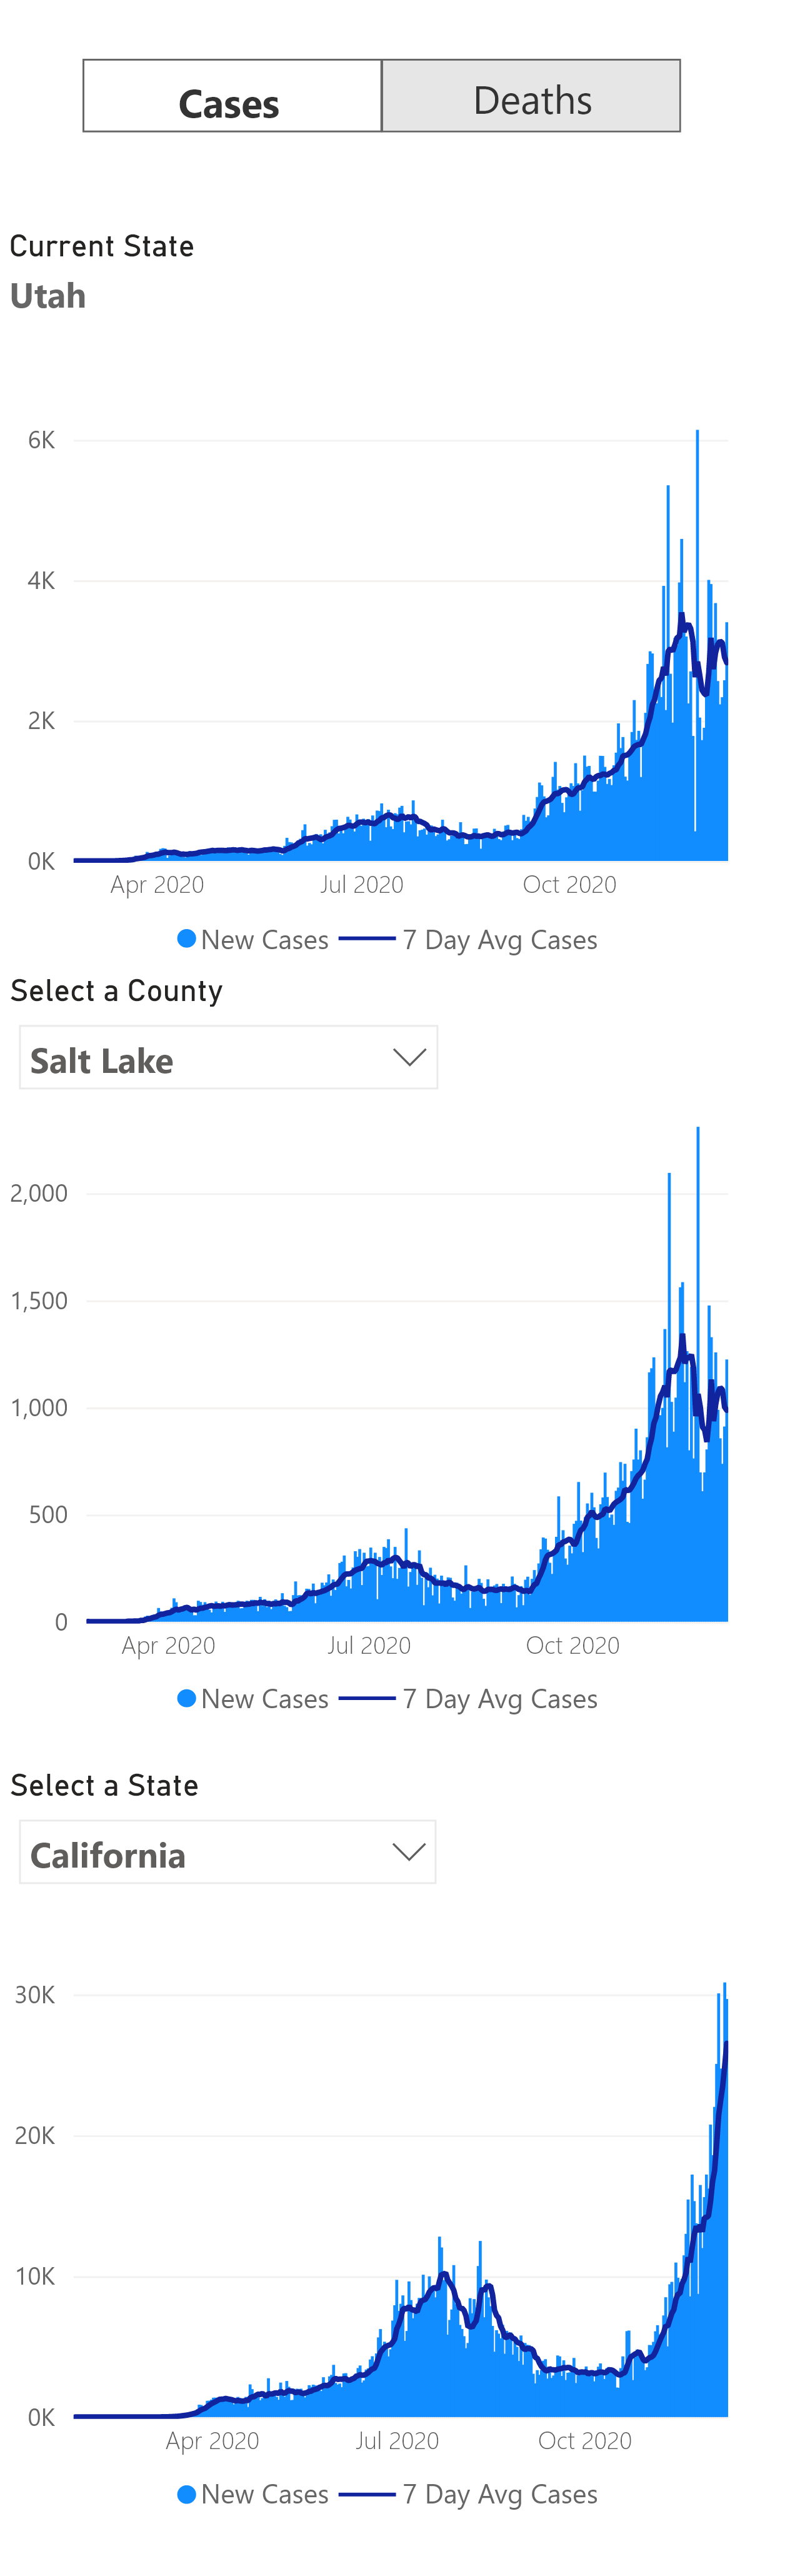 Cases Deaths
Current State
Utah
6K
4K
2K
0K
Apr 2020 Jul 2020 Oct 2020
New Cases 7 Day Avg Cases
Select a County
Salt Lake
2,000
1,500
1,000
500
0
Apr 2020 Jul 2020 Oct 2020
New Cases 7 Day Avg Cases
Select a State
California
30K
20K
10K
0K
Apr 2020 Jul 2020 Oct 2020
New Cases 7 Day Avg Cases